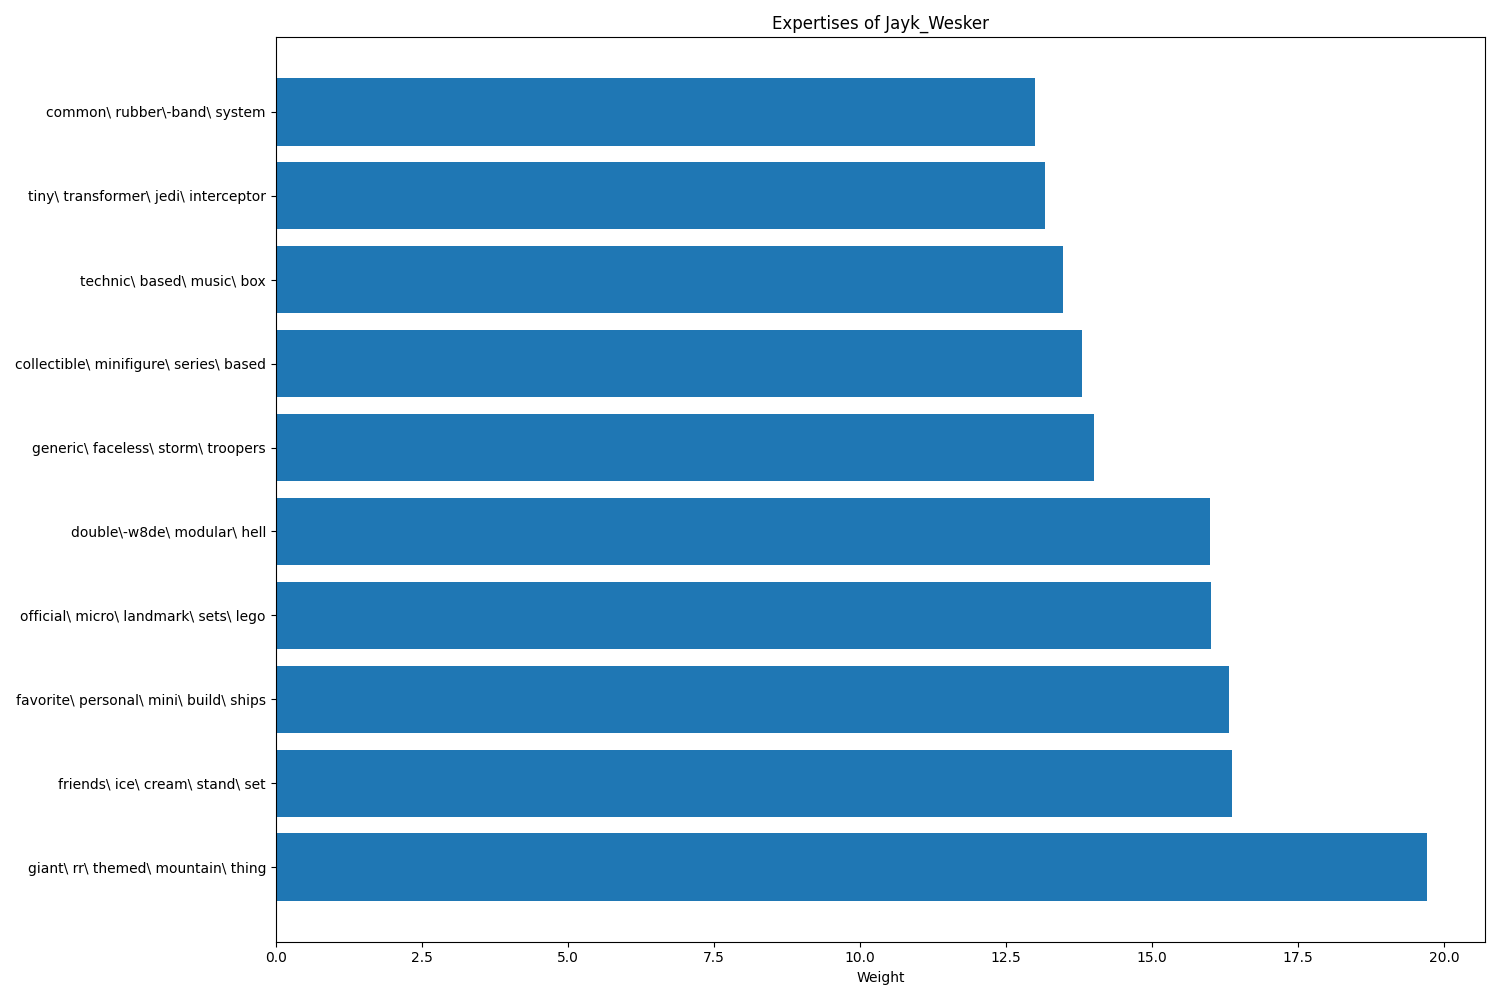 Expertises of Jayk_Wesker
common\ rubber\-band\ system
tiny\ transformer\ jedi\ interceptor
technic\ based\ music\ box
collectible\ minifigure\ series\ based
generic\ faceless\ storm\ troopers
double\-w8de\ modular\ hell
official\ micro\ landmark\ sets\ lego
favorite\ personal\ mini\ build\ ships
friends\ ice\ cream\ stand\ set
giant\ rr\ themed\ mountain\ thing
0.0 2.5 5.0 7.5 10.0 12.5 15.0 17.5 20.0
Weight